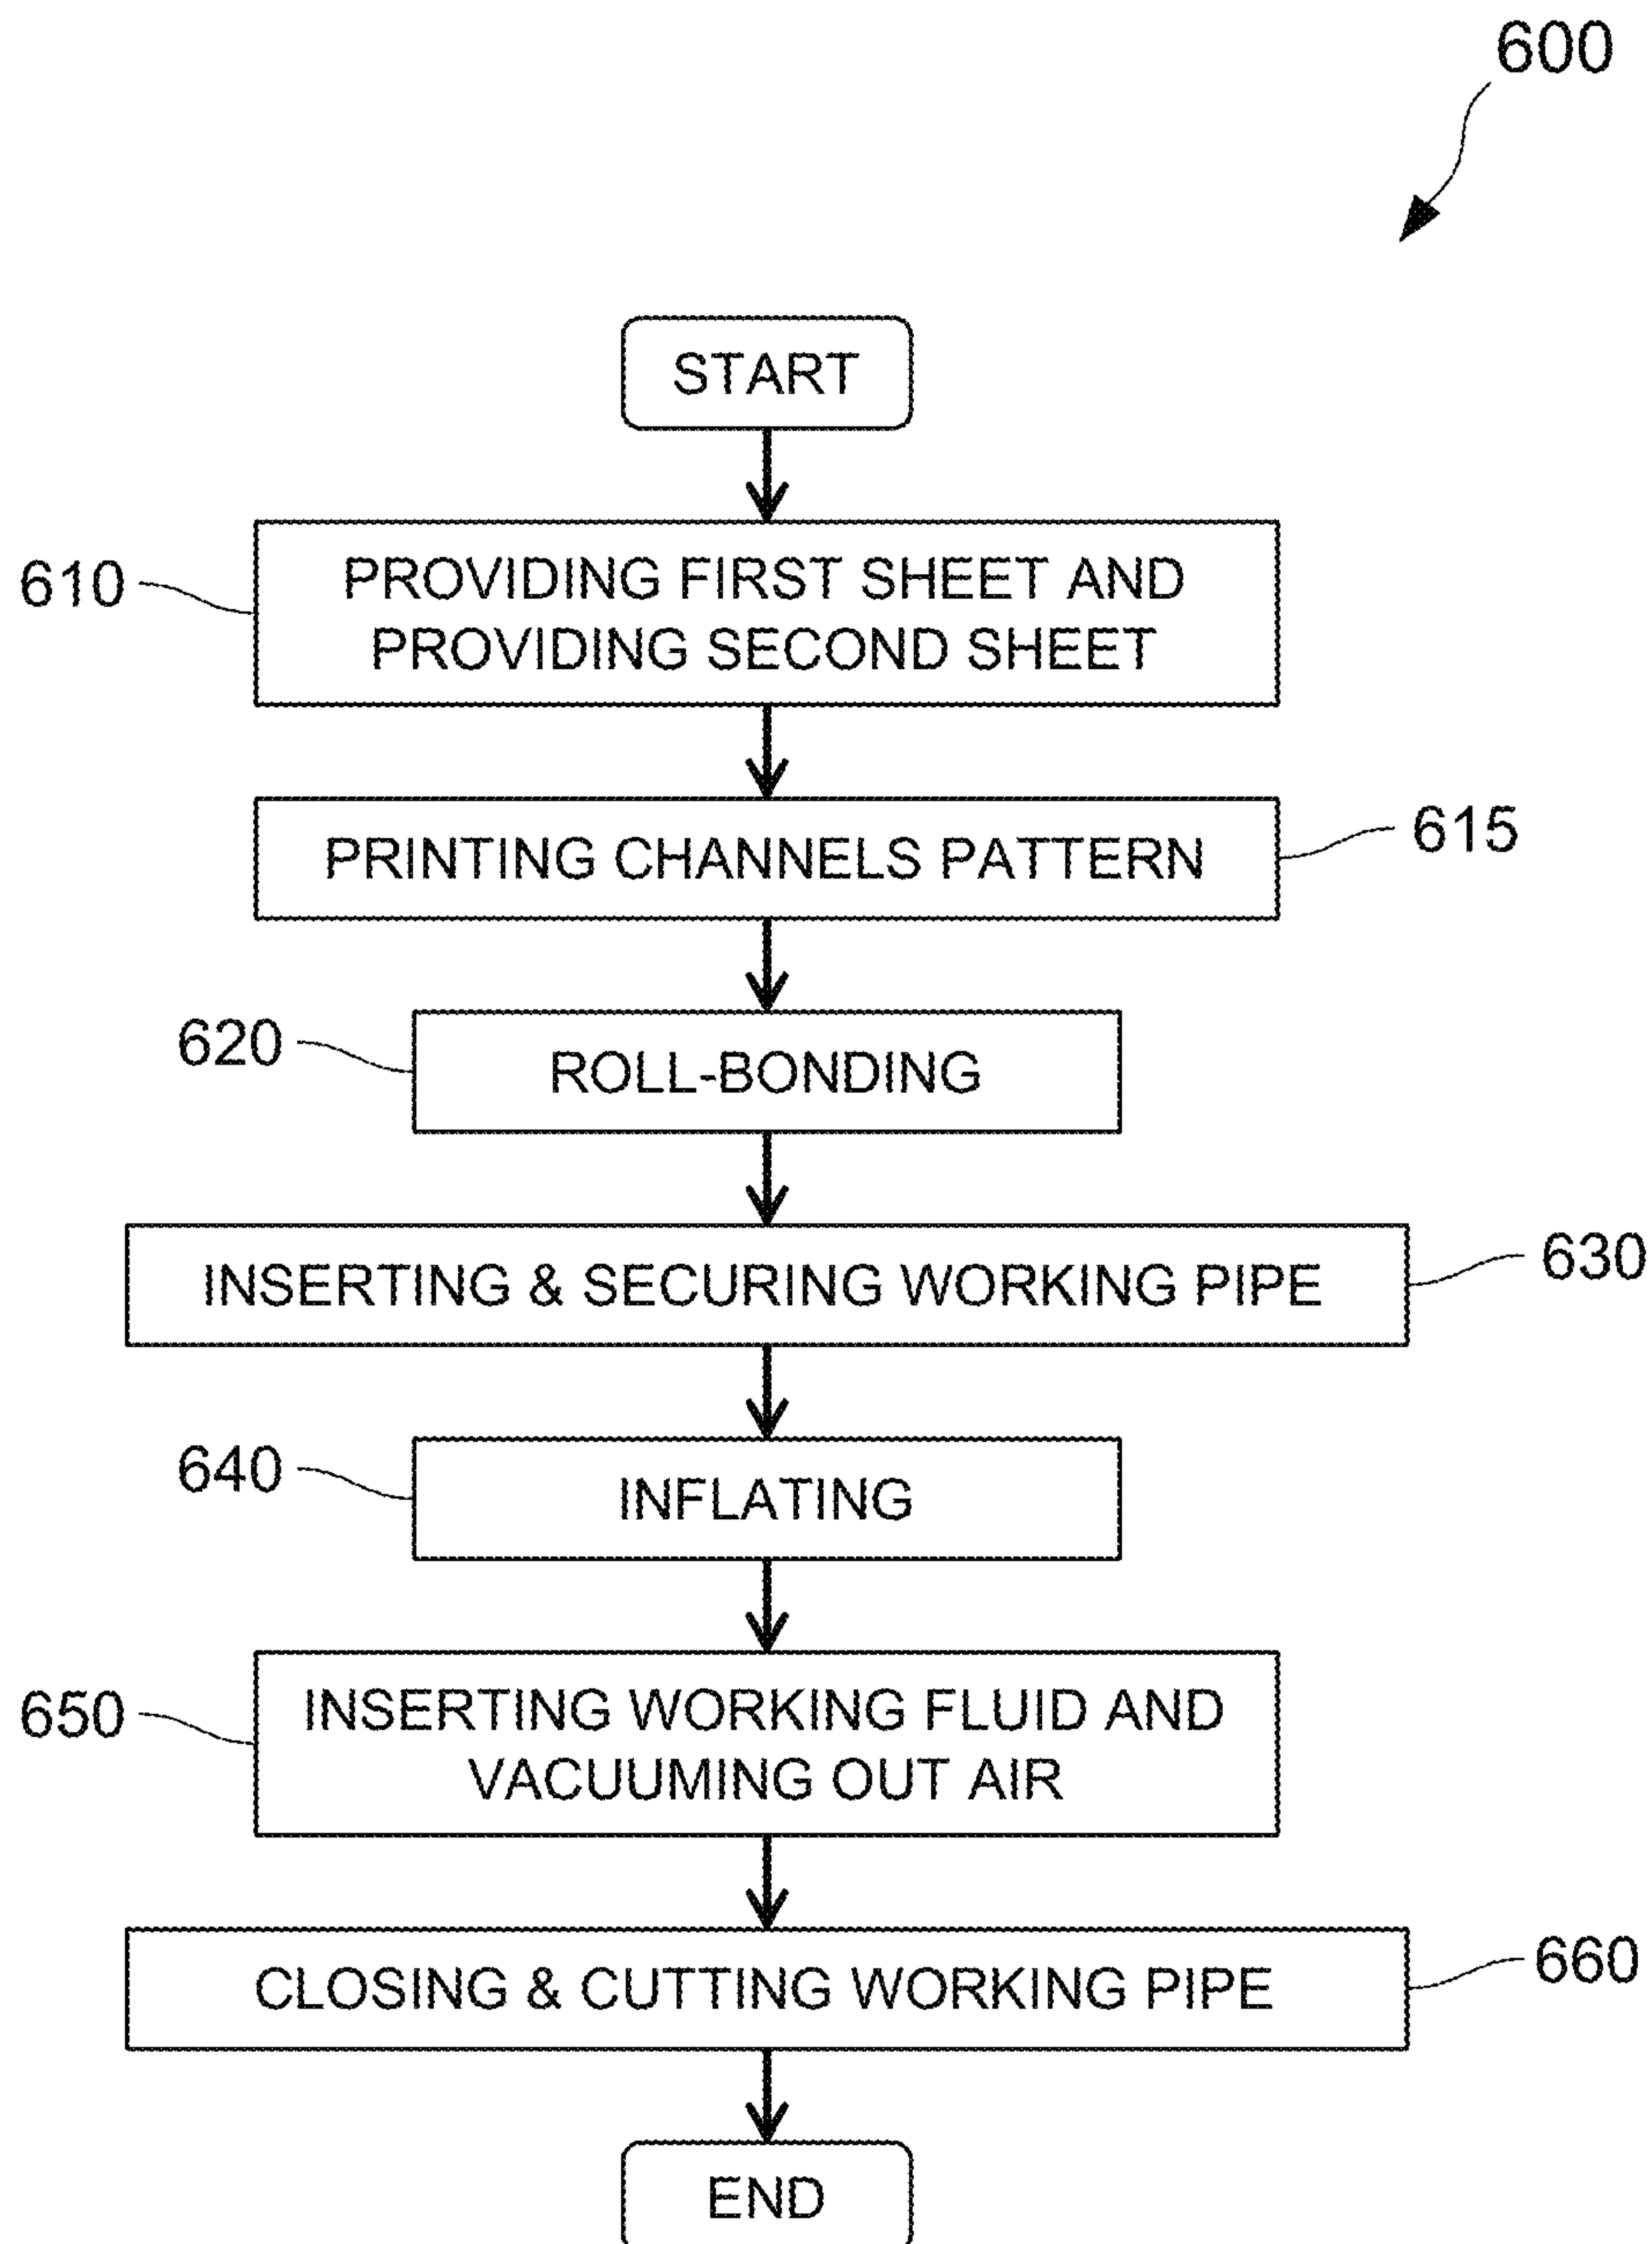 600
START
610
PROVIDING FIRST SHEET AND
PROVIDING SECOND SHEET
PRINTING CHANNELS PATTERN
615
620
ROLL-BONDING
INSERTING & SECURING WORKING PIPE
630
640
INFLATING
650
INSERTING WORKING FLUID AND
VACUUMING OUT AIR
CLOSING & CUTTING WORKING PIPE
660
END